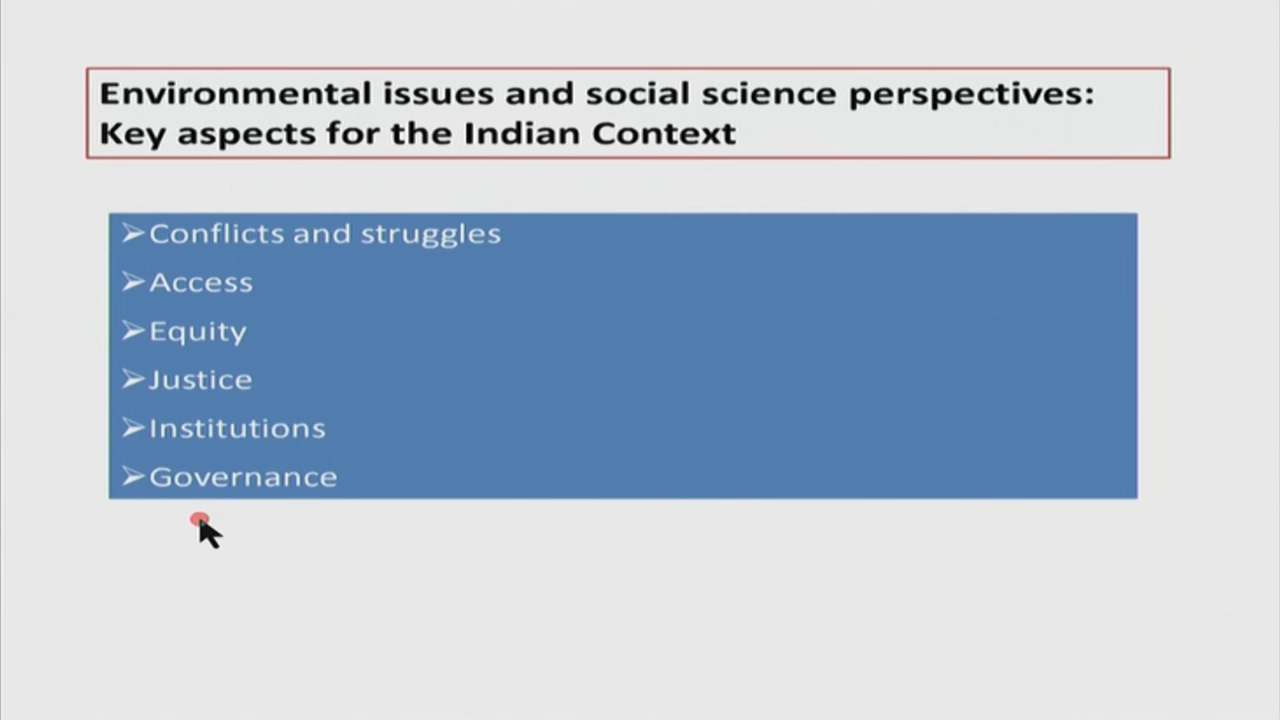 Environmental issues and social science perspectives:
Key aspects for the Indian Context
➢Conflicts and struggles
➢Access
➢Equity
➢Justice
➢Institutions
➢Governance